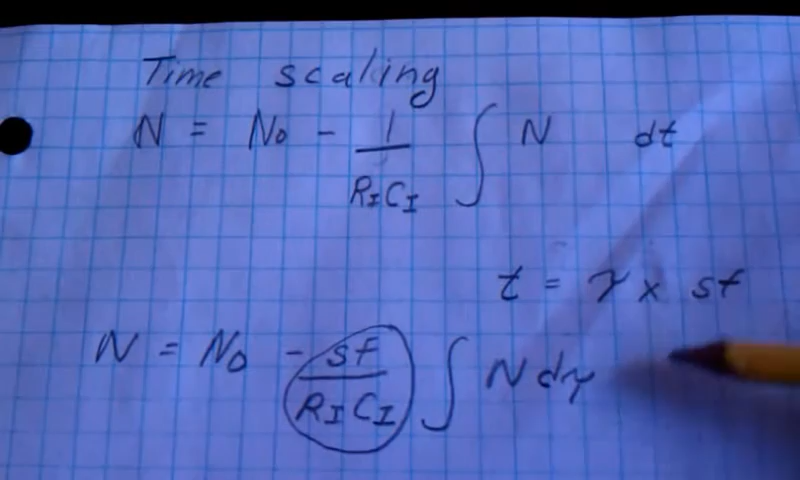 Time scaling
N = N₀ - 1/(R_I C_I) ∫ N dt
t = γ x sf
N = N₀ - sf/(R_I C_I) ∫ N dγ